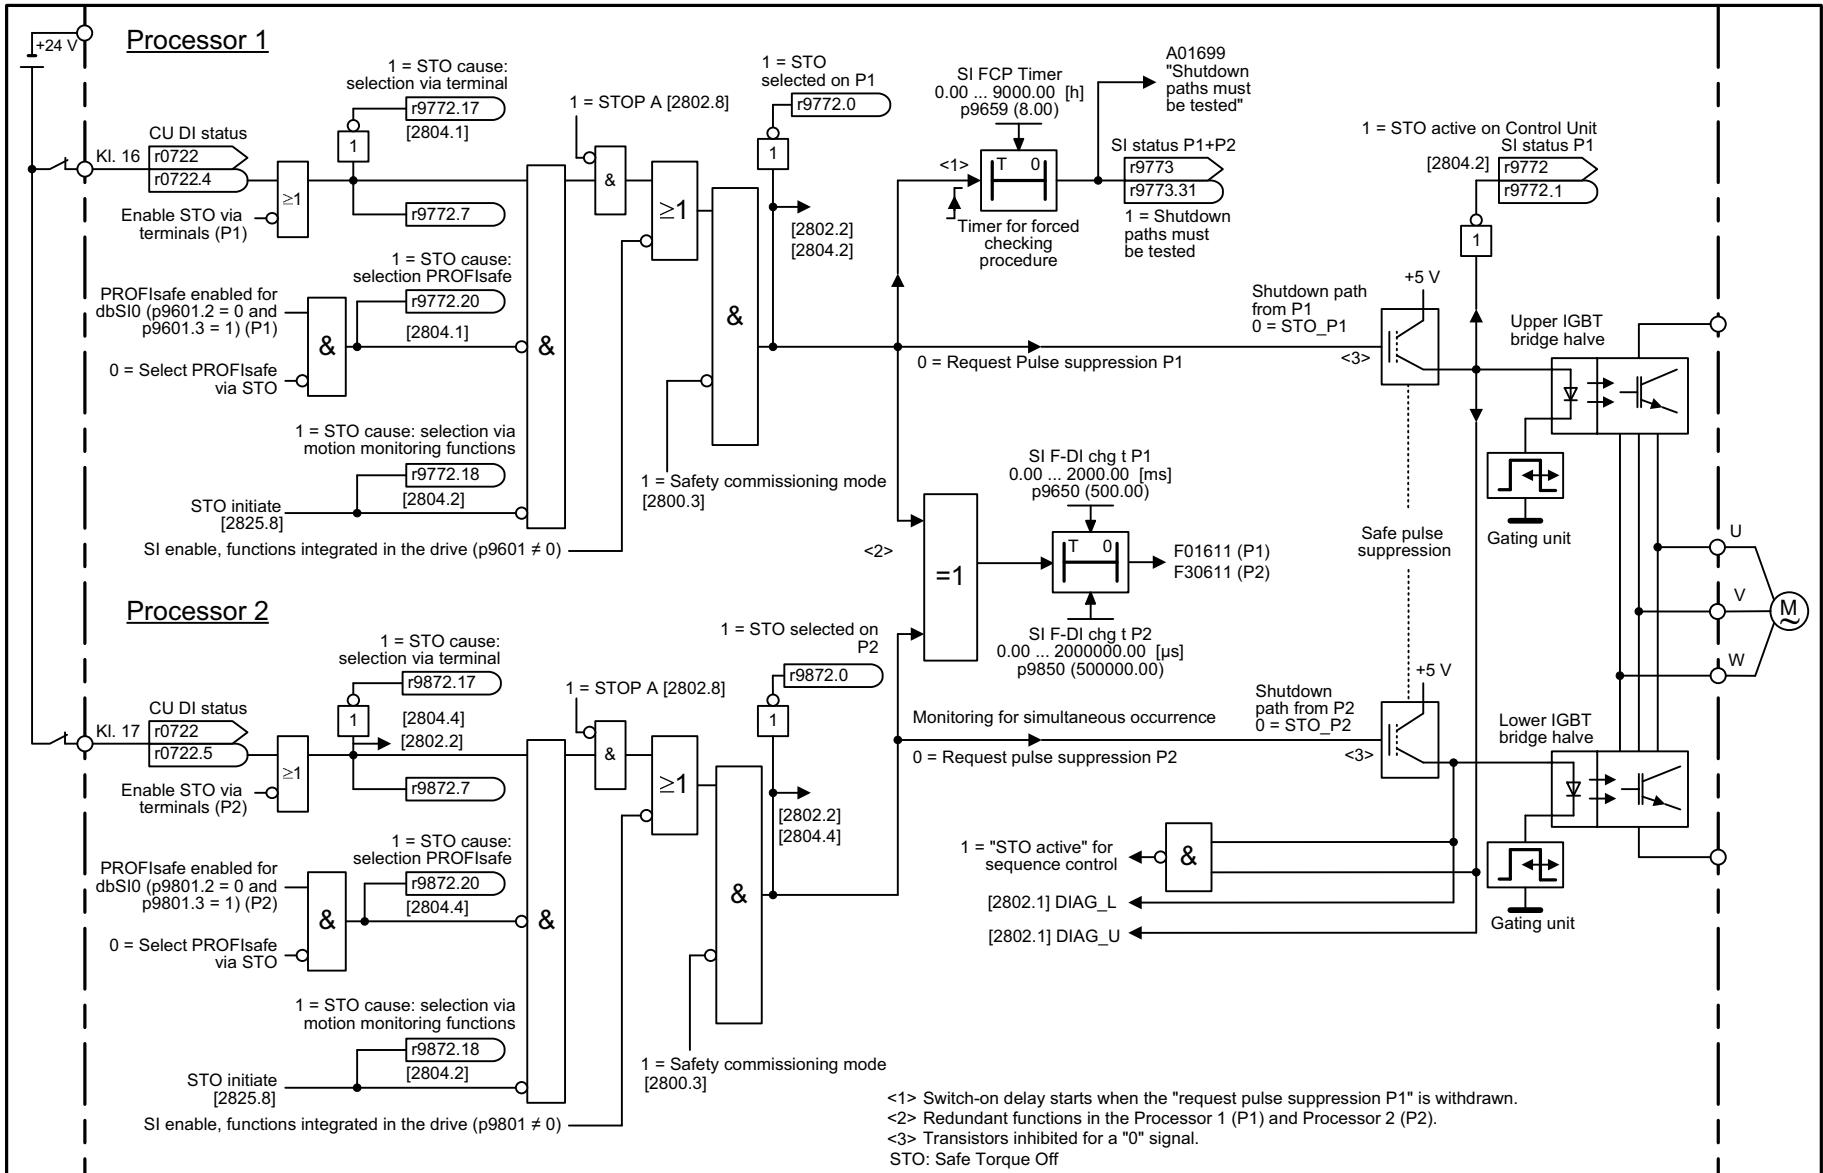 +24 V
Processor 1
1 = STO cause:
selection via terminal
r9772.17
[2804.1]
1
CU DI status
Kl. 16
r0722
r0722.4
≥1
Enable STO via
terminals (P1)
r9772.7
1 = STO cause:
selection PROFIsafe
r9772.20
[2804.1]
PROFIsafe enabled for
dbSI0 (p9601.2 = 0 and
p9601.3 = 1) (P1)
&
0 = Select PROFIsafe
via STO
1 = STO cause: selection via
motion monitoring functions
r9772.18
[2804.2]
STO initiate
[2825.8]
SI enable, functions integrated in the drive (p9601 ≠ 0)
&
1 = STOP A [2802.8]
&
≥1
&
1 = STO
selected on P1
r9772.0
1
[2802.2]
[2804.2]
1 = Safety commissioning mode
[2800.3]
SI FCP Timer
0.00 ... 9000.00 [h]
p9659 (8.00)
<1>
T 0
Timer for forced
checking
procedure
A01699
"Shutdown
paths must
be tested"
SI status P1+P2
r9773
r9773.31
1 = Shutdown
paths must
be tested
0 = Request Pulse suppression P1
1 = STO active on Control Unit
SI status P1
[2804.2]
r9772
r9772.1
1
Shutdown path
from P1
0 = STO_P1
<3>
+5 V
Upper IGBT
bridge halve
Gating unit
Safe pulse
suppression
SI F-DI chg t P1
0.00 ... 2000.00 [ms]
p9650 (500.00)
<2>
=1
T 0
F01611 (P1)
F30611 (P2)
SI F-DI chg t P2
0.00 ... 2000000.00 [µs]
p9850 (500000.00)
U
V
W
M
~
Processor 2
1 = STO cause:
selection via terminal
r9872.17
[2804.4]
[2802.2]
1
CU DI status
Kl. 17
r0722
r0722.5
≥1
Enable STO via
terminals (P2)
r9872.7
1 = STO cause:
selection PROFIsafe
r9872.20
[2804.4]
PROFIsafe enabled for
dbSI0 (p9801.2 = 0 and
p9801.3 = 1) (P2)
&
0 = Select PROFIsafe
via STO
1 = STO cause: selection via
motion monitoring functions
r9872.18
[2804.2]
STO initiate
[2825.8]
SI enable, functions integrated in the drive (p9801 ≠ 0)
&
1 = STOP A [2802.8]
&
≥1
&
1 = STO selected on
P2
r9872.0
1
[2802.2]
[2804.4]
1 = Safety commissioning mode
[2800.3]
Monitoring for simultaneous occurrence
0 = Request pulse suppression P2
Shutdown
path from P2
0 = STO_P2
<3>
+5 V
Lower IGBT
bridge halve
Gating unit
1 = "STO active" for
sequence control
&
[2802.1] DIAG_L
[2802.1] DIAG_U
<1> Switch-on delay starts when the "request pulse suppression P1" is withdrawn.
<2> Redundant functions in the Processor 1 (P1) and Processor 2 (P2).
<3> Transistors inhibited for a "0" signal.
STO: Safe Torque Off